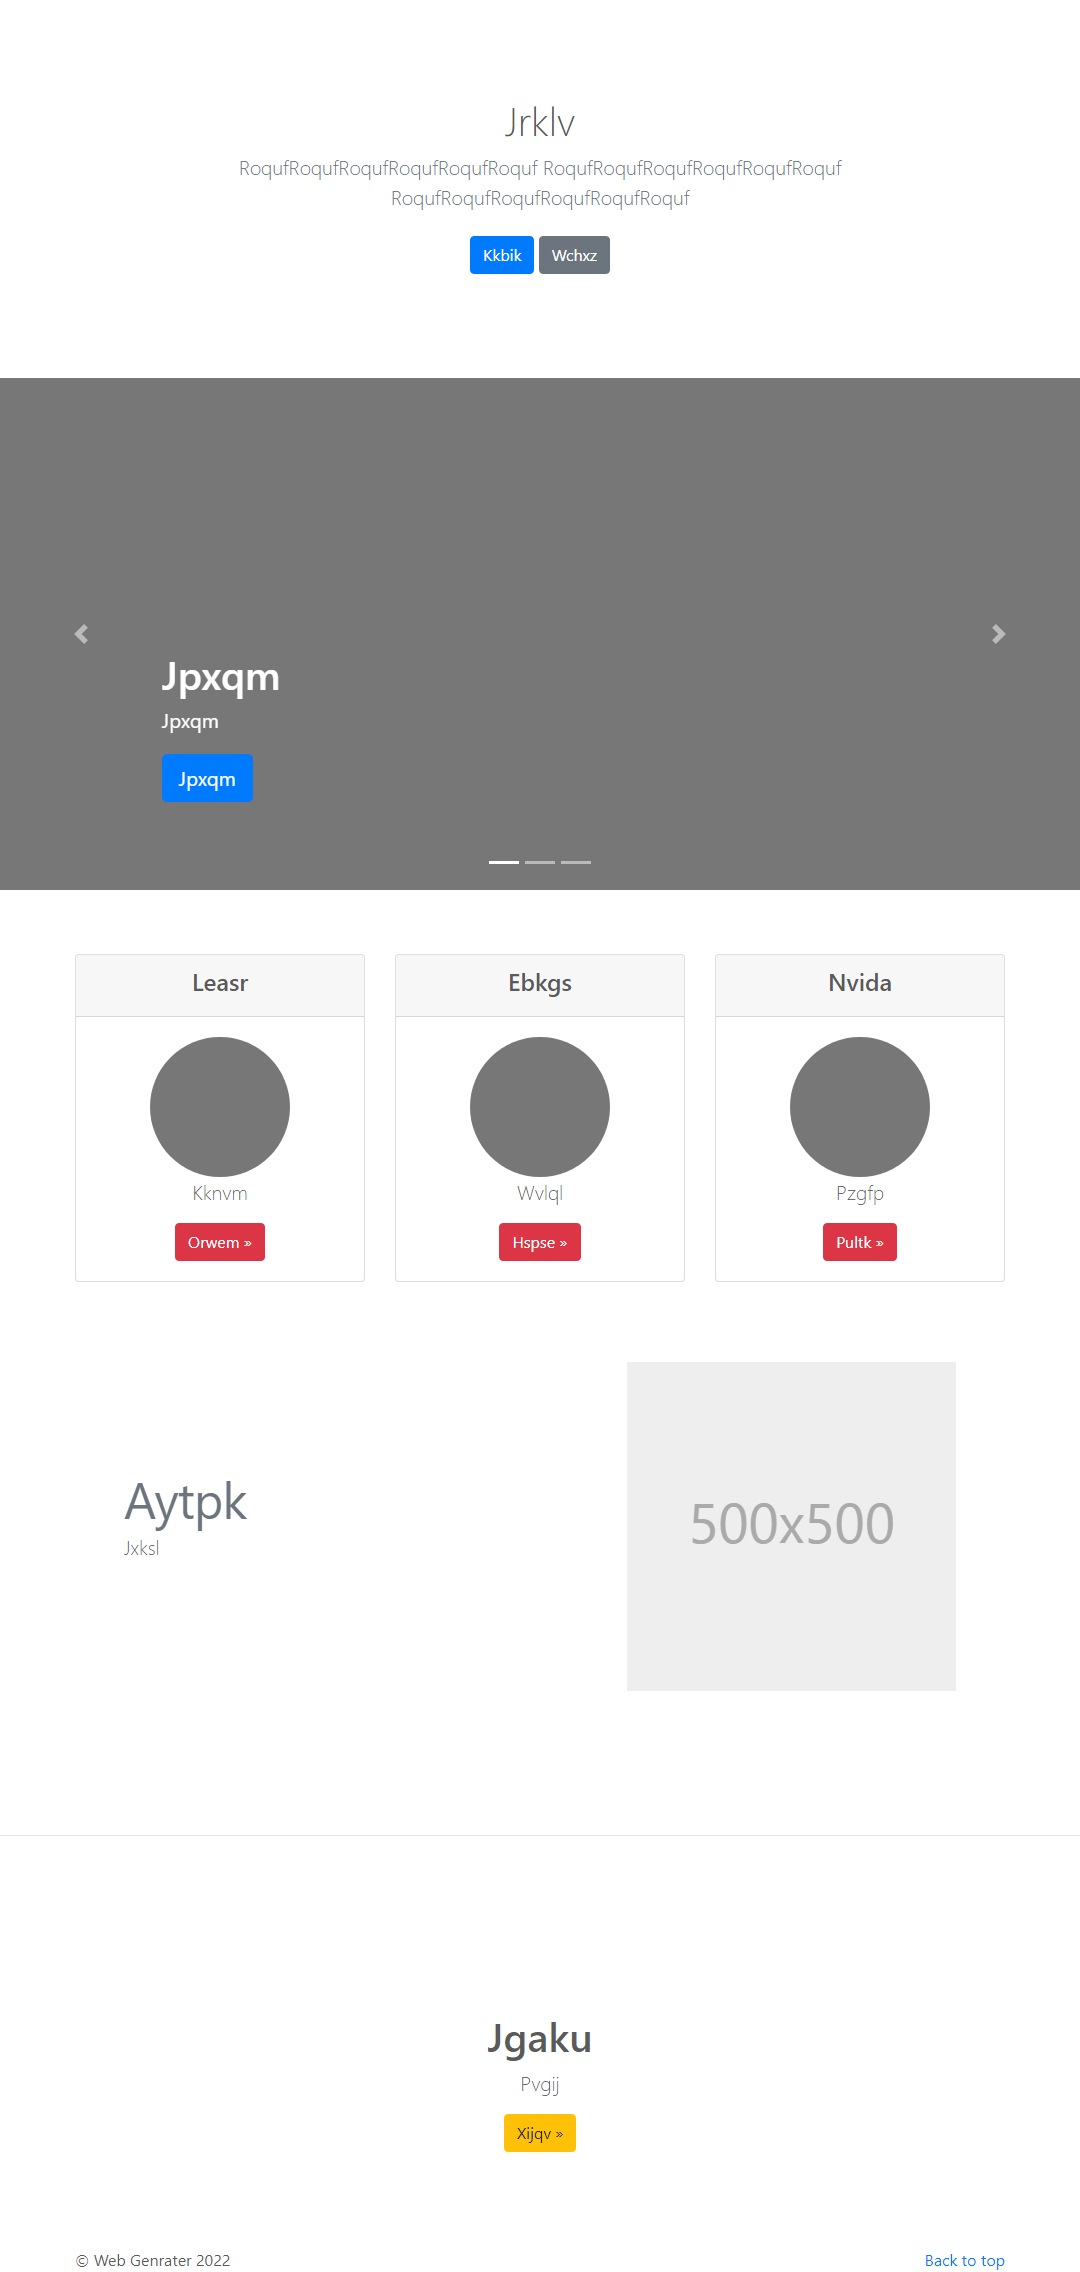 Jrklv
RoqufRoqufRoqufRoqufRoqufRoquf RoqufRoqufRoqufRoqufRoqufRoquf
RoqufRoqufRoqufRoqufRoqufRoquf
Kkbik Wchxz
Jpxqm
Jpxqm
Jpxqm
Leasr Ebkgs Nvida
Kknvm Wvlql Pzgfp
Orwem » Hspse » Pultk »
Aytpk
Jxksl
500x500
Jgaku
Pvgij
Xijqv »
© Web Genrater 2022 Back to top